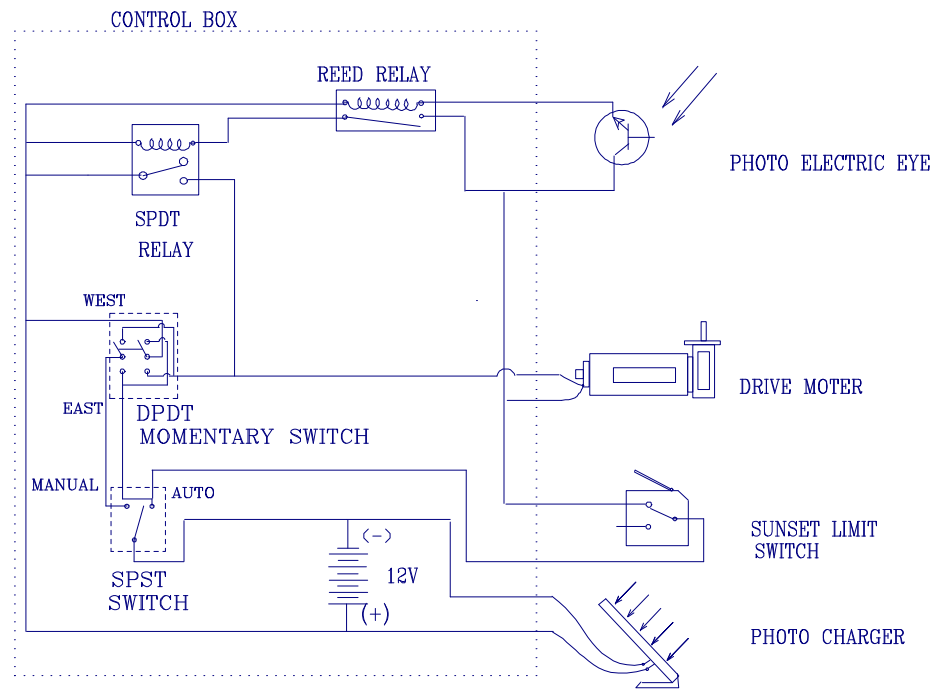 CONTROL BOX
REED RELAY
PHOTO ELECTRIC EYE
SPDT
RELAY
WEST
DRIVE MOTER
EAST
DPDT
MOMENTARY SWITCH
MANUAL
AUTO
SUNSET LIMIT
SWITCH
(-)
12V
(+)
SPST
SWITCH
PHOTO CHARGER